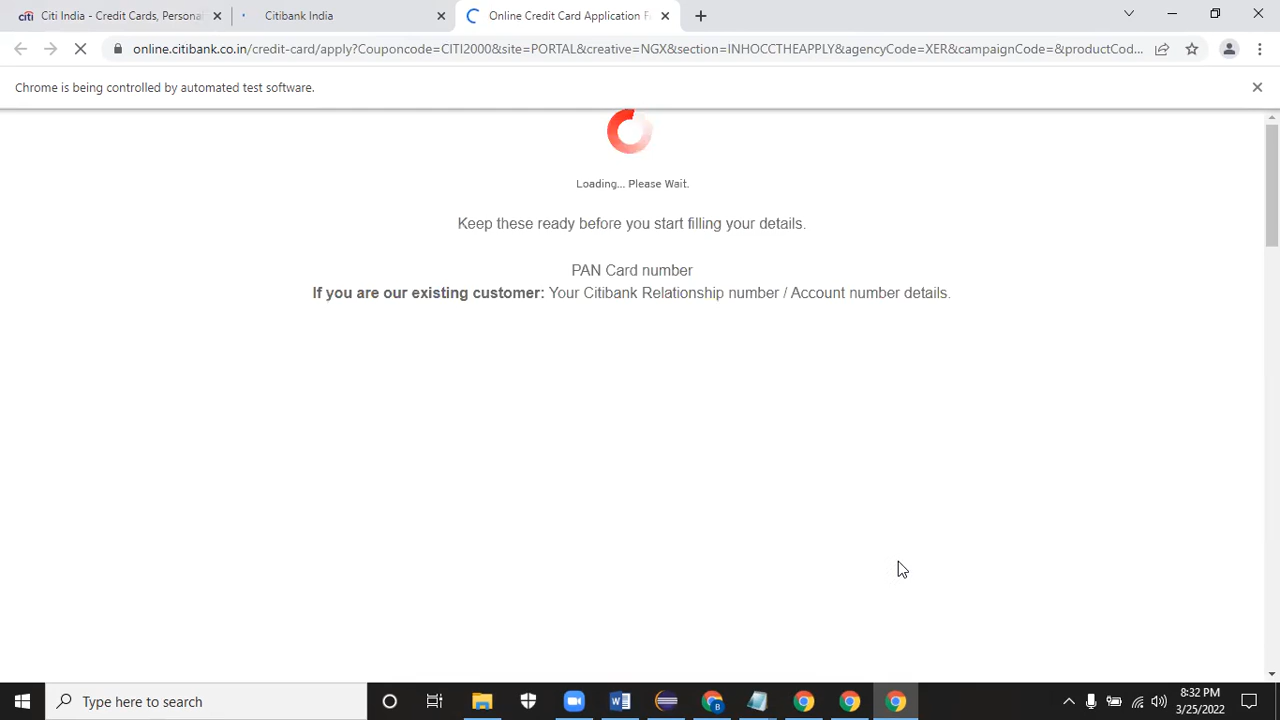 citi Citi India - Credit Cards, Personal
Citibank India
Online Credit Card Application F
online.citibank.co.in/credit-card/apply?Couponcode=CITI2000&site=PORTAL&creative=NGX&section=INHOCCTHEAPPLY&agencyCode=XER&campaignCode=&productCod...
Chrome is being controlled by automated test software.
Loading... Please Wait.
Keep these ready before you start filling your details.
PAN Card number
If you are our existing customer: Your Citibank Relationship number / Account number details.
Type here to search
B
8:32 PM
3/25/2022